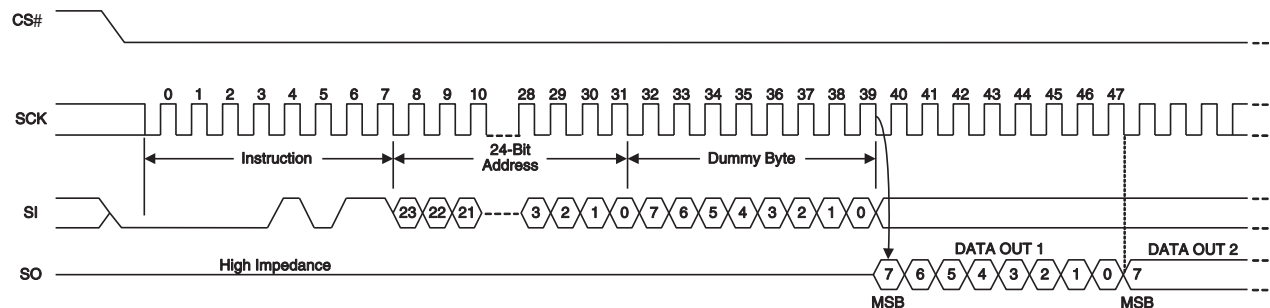 CS#
0 1 2 3 4 5 6 7 8 9 10 28 29 30 31 32 33 34 35 36 37 38 39 40 41 42 43 44 45 46 47
SCK
Instruction 24-Bit Address Dummy Byte
SI 23 22 21 3 2 1 0 7 6 5 4 3 2 1 0
High Impedance DATA OUT 1 DATA OUT 2
SO 7 6 5 4 3 2 1 0 7
MSB MSB